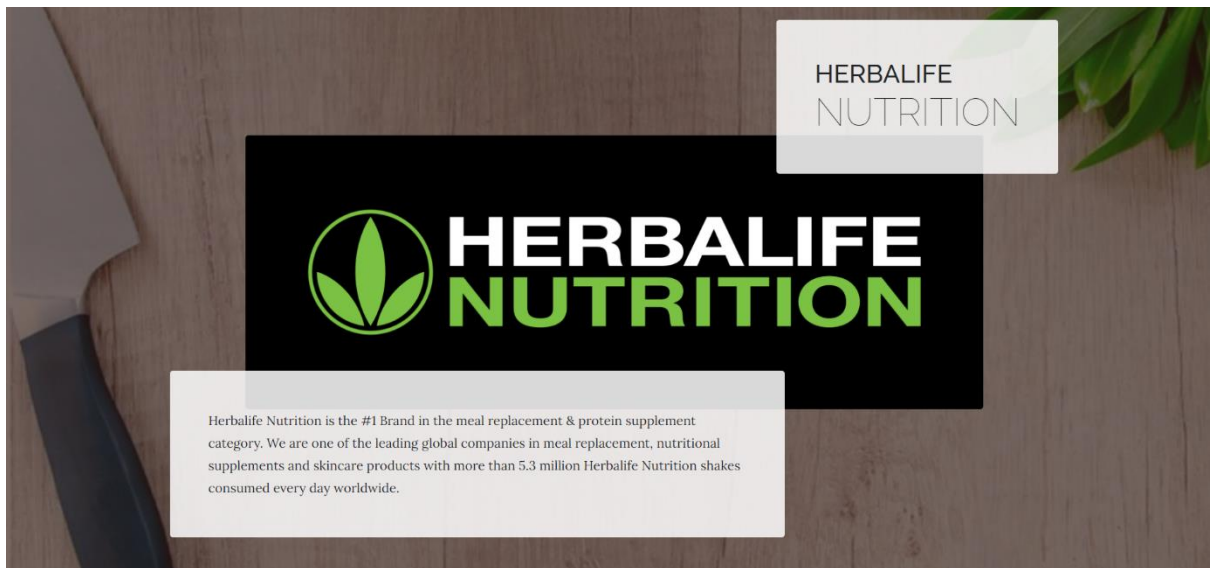 HERBALIFE
NUTRITION
HERBALIFE
NUTRITION
Herbalife Nutrition is the #1 Brand in the meal replacement & protein supplement
category. We are one of the leading global companies in meal replacement, nutritional
supplements and skincare products with more than 5.3 million Herbalife Nutrition shakes
consumed every day worldwide.